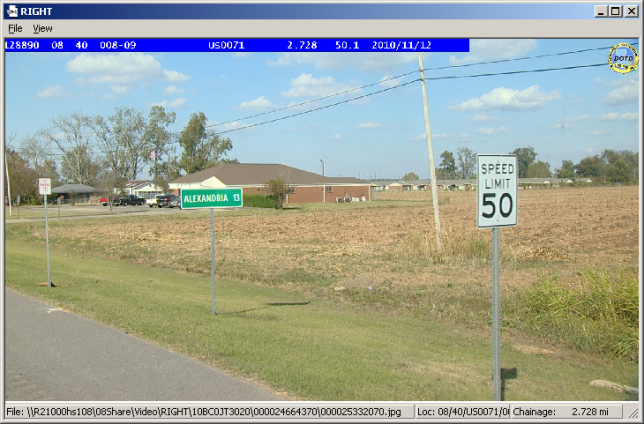 RIGHT
File View
128890 08 40 008-09 US0071 2.728 50.1 2010/11/12
DOTD
ALEXANDRIA 13
SPEED
LIMIT
50
File: \\R21000hs108\08Share\Video\RIGHT\10BC0JT3020\000024664370\000025332070.jpg Loc: 08/40/US0071/0 Chainage: 2.728 mi